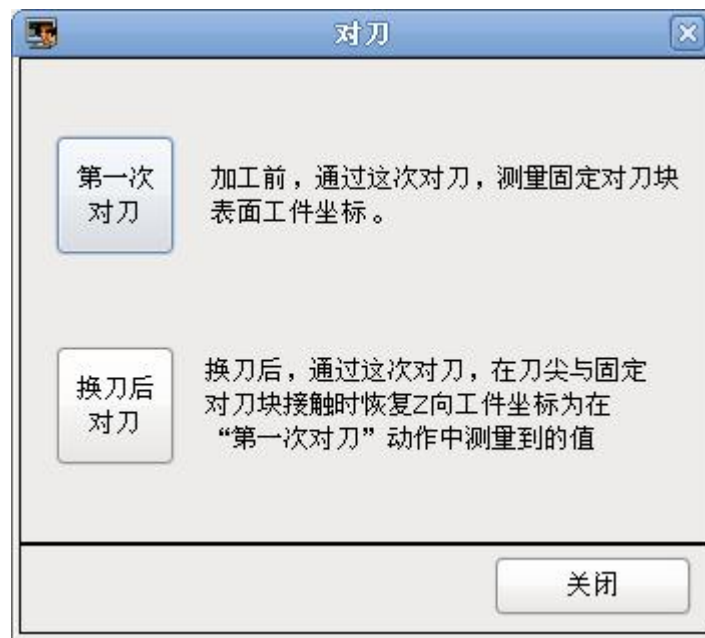 对刀
第一次
对刀
加工前，通过这次对刀，测量固定对刀块
表面工件坐标。
换刀后
对刀
换刀后，通过这次对刀，在刀尖与固定
对刀块接触时恢复Z向工件坐标为在
“第一次对刀”动作中测量到的值
关闭